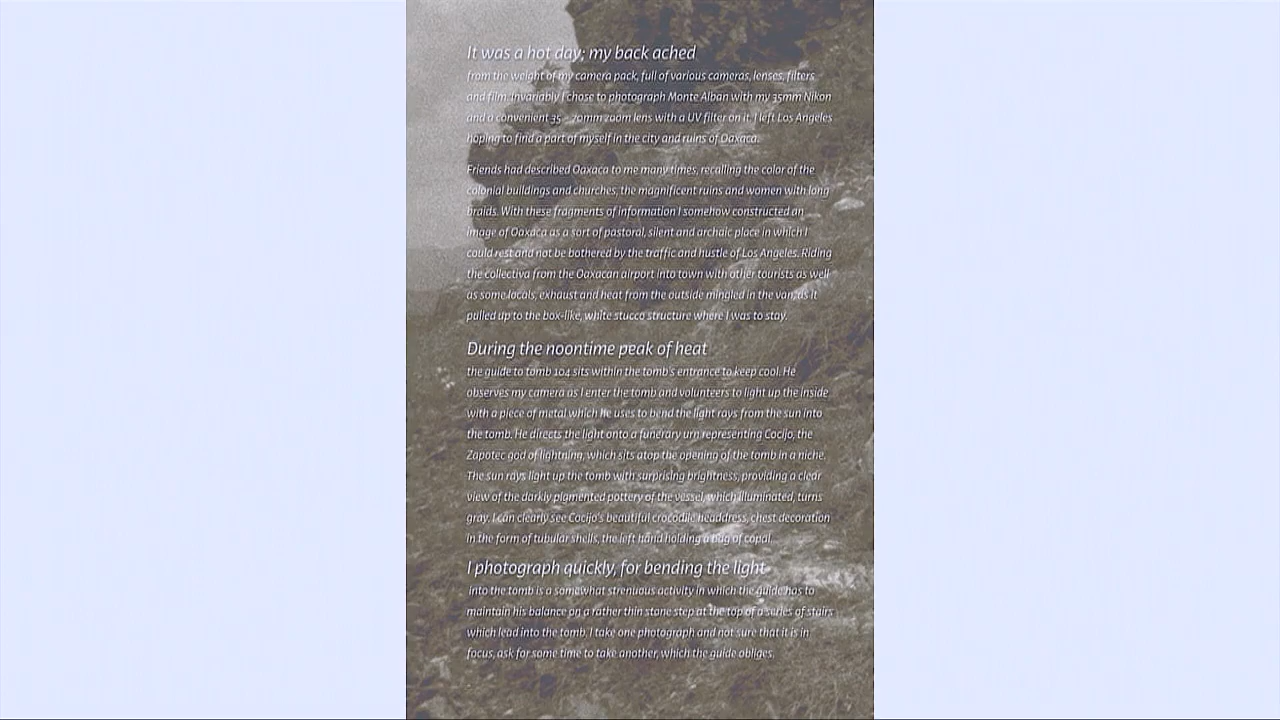 It was a hot day; my back ached
from the weight of my camera pack, full of various cameras, lenses, filters
and film. Invariably I chose to photograph Monte Alban with my 35mm Nikon
and a convenient 35 - 70mm zoom lens with a UV filter on it. I left Los Angeles
hoping to find a part of myself in the city and ruins of Oaxaca.
Friends had described Oaxaca to me many times, recalling the color of the
colonial buildings and churches, the magnificent ruins and women with long
braids. With these fragments of information I somehow constructed an
image of Oaxaca as a sort of pastoral, silent and archaic place in which I
could rest and not be bothered by the traffic and hustle of Los Angeles. Riding
the collectiva from the Oaxacan airport into town with other tourists as well
as some locals, exhaust and heat from the outside mingled in the van, as it
pulled up to the box-like, white stucco structure where I was to stay.
During the noontime peak of heat
the guide to tomb 104 sits within the tomb's entrance to keep cool. He
observes my camera as I enter the tomb and volunteers to light up the inside
with a piece of metal which he uses to bend the light rays from the sun into
the tomb. He directs the light onto a funerary urn representing Cocijo, the
Zapotec god of lightning, which sits atop the opening of the tomb in a niche.
The sun rays light up the tomb with surprising brightness, providing a clear
view of the darkly pigmented pottery of the vessel, which illuminated, turns
gray. I can clearly see Cocijo's beautiful crocodile headdress, chest decoration
in the form of tubular shells, the left hand holding a bag of copal.
I photograph quickly, for bending the light
into the tomb is a somewhat strenuous activity in which the guide has to
maintain his balance on a rather thin stone step at the top of a series of stairs
which lead into the tomb. I take one photograph and not sure that it is in
focus, ask for some time to take another, which the guide obliges.